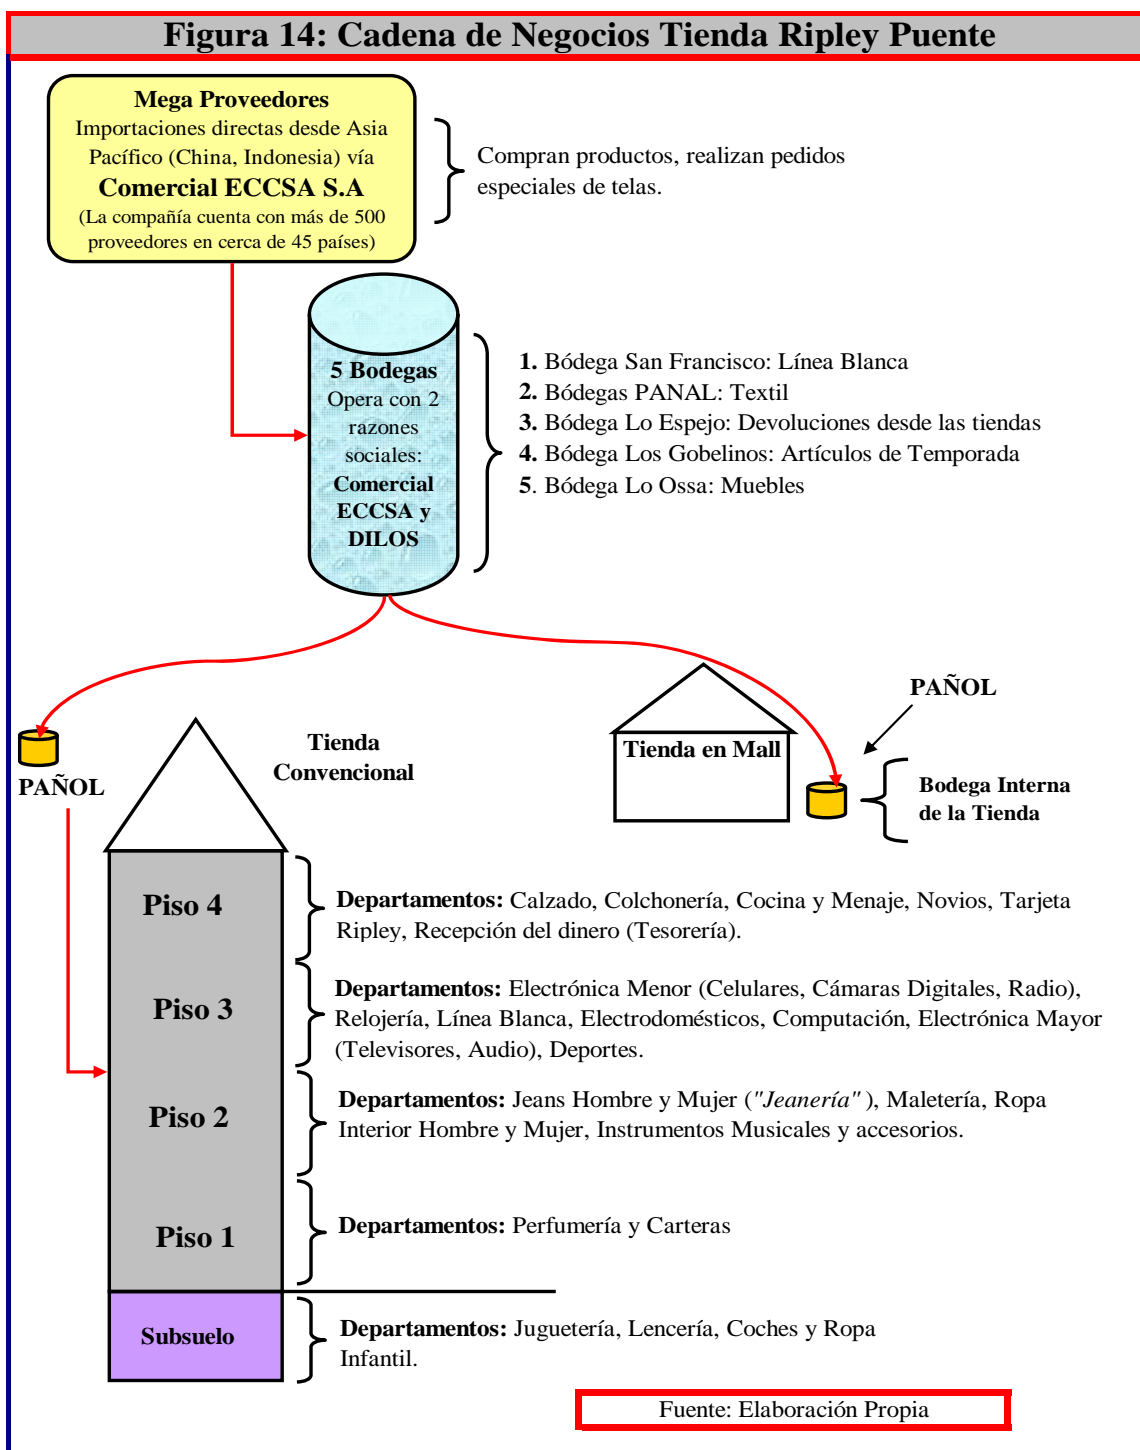 Figura 14: Cadena de Negocios Tienda Ripley Puente
Mega Proveedores
Importaciones directas desde Asia
Pacífico (China, Indonesia) vía
Comercial ECCSA S.A
(La compañía cuenta con más de 500
proveedores en cerca de 45 países)
Compran productos, realizan pedidos
especiales de telas.
5 Bodegas
Opera con 2
razones
sociales:
Comercial
ECCSA y
DILOS
1. Bódega San Francisco: Línea Blanca
2. Bódegas PANAL: Textil
3. Bódega Lo Espejo: Devoluciones desde las tiendas
4. Bódega Los Gobelinos: Artículos de Temporada
5. Bódega Lo Ossa: Muebles
PAÑOL
Tienda
Convencional
Tienda en Mall
PAÑOL
Bodega Interna
de la Tienda
Piso 4
Departamentos: Calzado, Colchonería, Cocina y Menaje, Novios, Tarjeta
Ripley, Recepción del dinero (Tesorería).
Piso 3
Departamentos: Electrónica Menor (Celulares, Cámaras Digitales, Radio),
Relojería, Línea Blanca, Electrodomésticos, Computación, Electrónica Mayor
(Televisores, Audio), Deportes.
Piso 2
Departamentos: Jeans Hombre y Mujer ("Jeanería" ), Maletería, Ropa
Interior Hombre y Mujer, Instrumentos Musicales y accesorios.
Piso 1
Departamentos: Perfumería y Carteras
Subsuelo
Departamentos: Juguetería, Lencería, Coches y Ropa
Infantil.
Fuente: Elaboración Propia